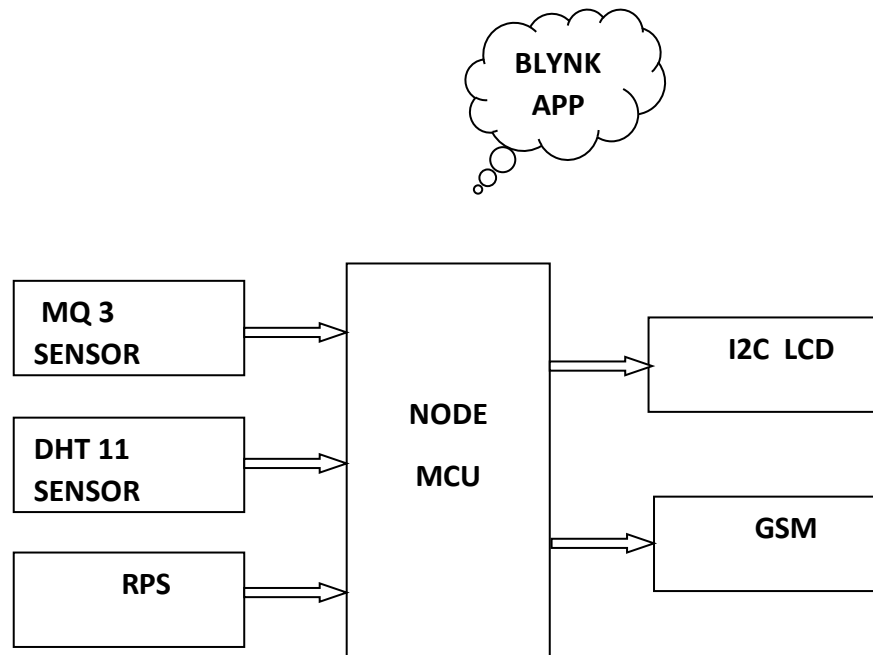 BLYNK
APP
MQ 3
SENSOR
DHT 11
SENSOR
RPS
NODE
MCU
I2C LCD
GSM